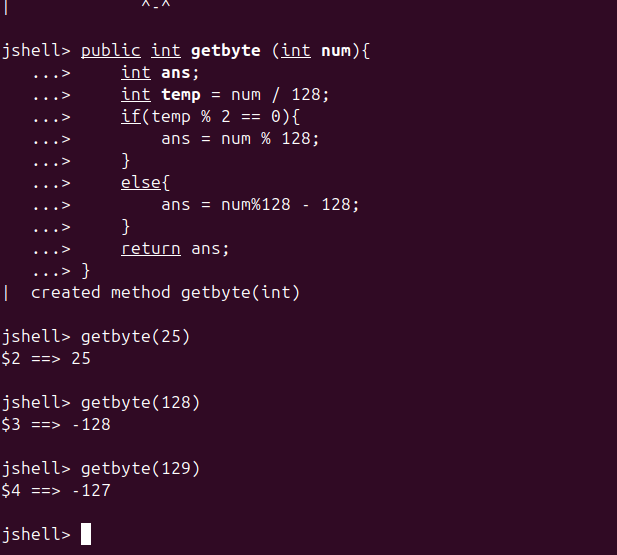 |             ^-^
jshell> public int getbyte (int num){
   ...>     int ans;
   ...>     int temp = num / 128;
   ...>     if(temp % 2 == 0){
   ...>         ans = num % 128;
   ...>     }
   ...>     else{
   ...>         ans = num%128 - 128;
   ...>     }
   ...>     return ans;
   ...> }
|  created method getbyte(int)
jshell> getbyte(25)
$2 ==> 25
jshell> getbyte(128)
$3 ==> -128
jshell> getbyte(129)
$4 ==> -127
jshell>